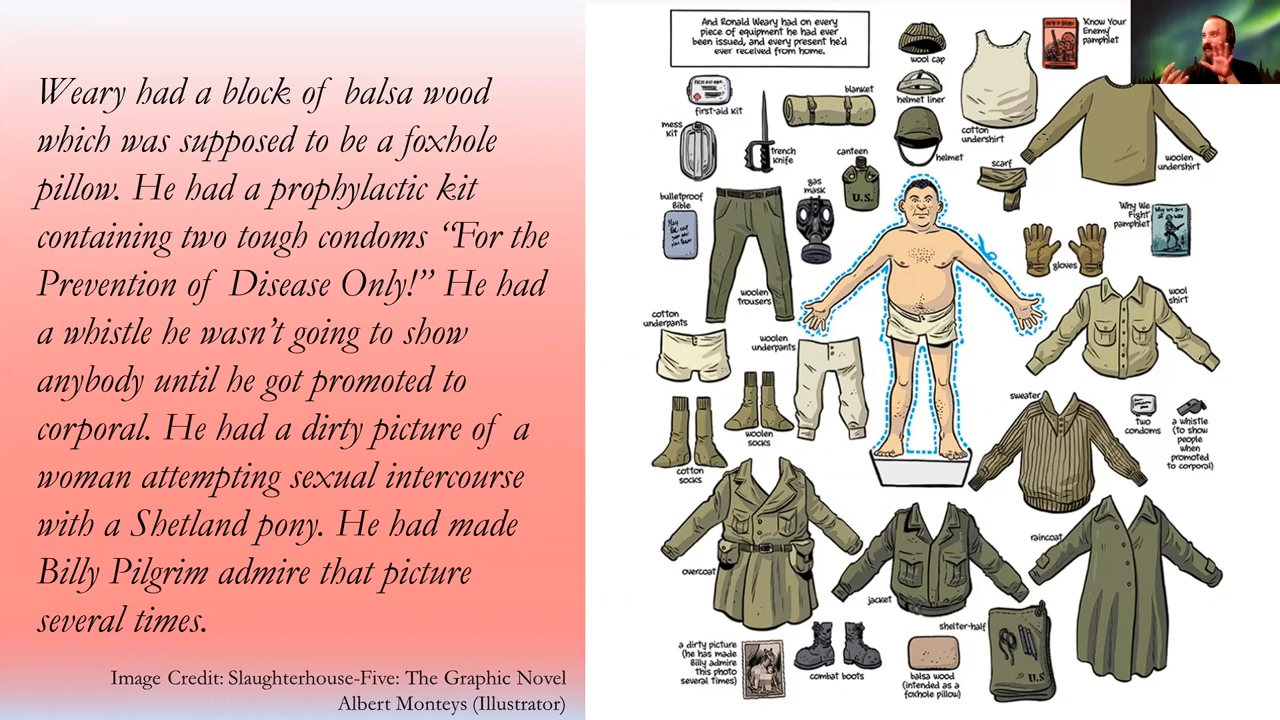 Weary had a block of balsa wood
which was supposed to be a foxhole
pillow. He had a prophylactic kit
containing two tough condoms “For the
Prevention of Disease Only!” He had
a whistle he wasn’t going to show
anybody until he got promoted to
corporal. He had a dirty picture of a
woman attempting sexual intercourse
with a Shetland pony. He had made
Billy Pilgrim admire that picture
several times.
Image Credit: Slaughterhouse-Five: The Graphic Novel
Albert Monteys (Illustrator)
And Ronald Weary had on every
piece of equipment he had ever
been issued, and every present he'd
ever received from home.
wool cap
'Know Your
Enemy'
pamphlet
first-aid kit
blanket
helmet liner
cotton
undershirt
mess
kit
trench
knife
canteen
helmet
scarf
woolen
undershirt
bulletproof
Bible
gas
mask
U.S.
'Why We
Fight'
pamphlet
gloves
woolen
trousers
wool
shirt
cotton
underpants
woolen
underpants
sweater
two
condoms
a whistle
(to show
people
when
promoted
to corporal)
woolen
socks
cotton
socks
overcoat
jacket
raincoat
shelter-half
U.S
a dirty picture
(he has made
Billy admire
this photo
several times)
combat boots
balsa wood
(intended as a
foxhole pillow)